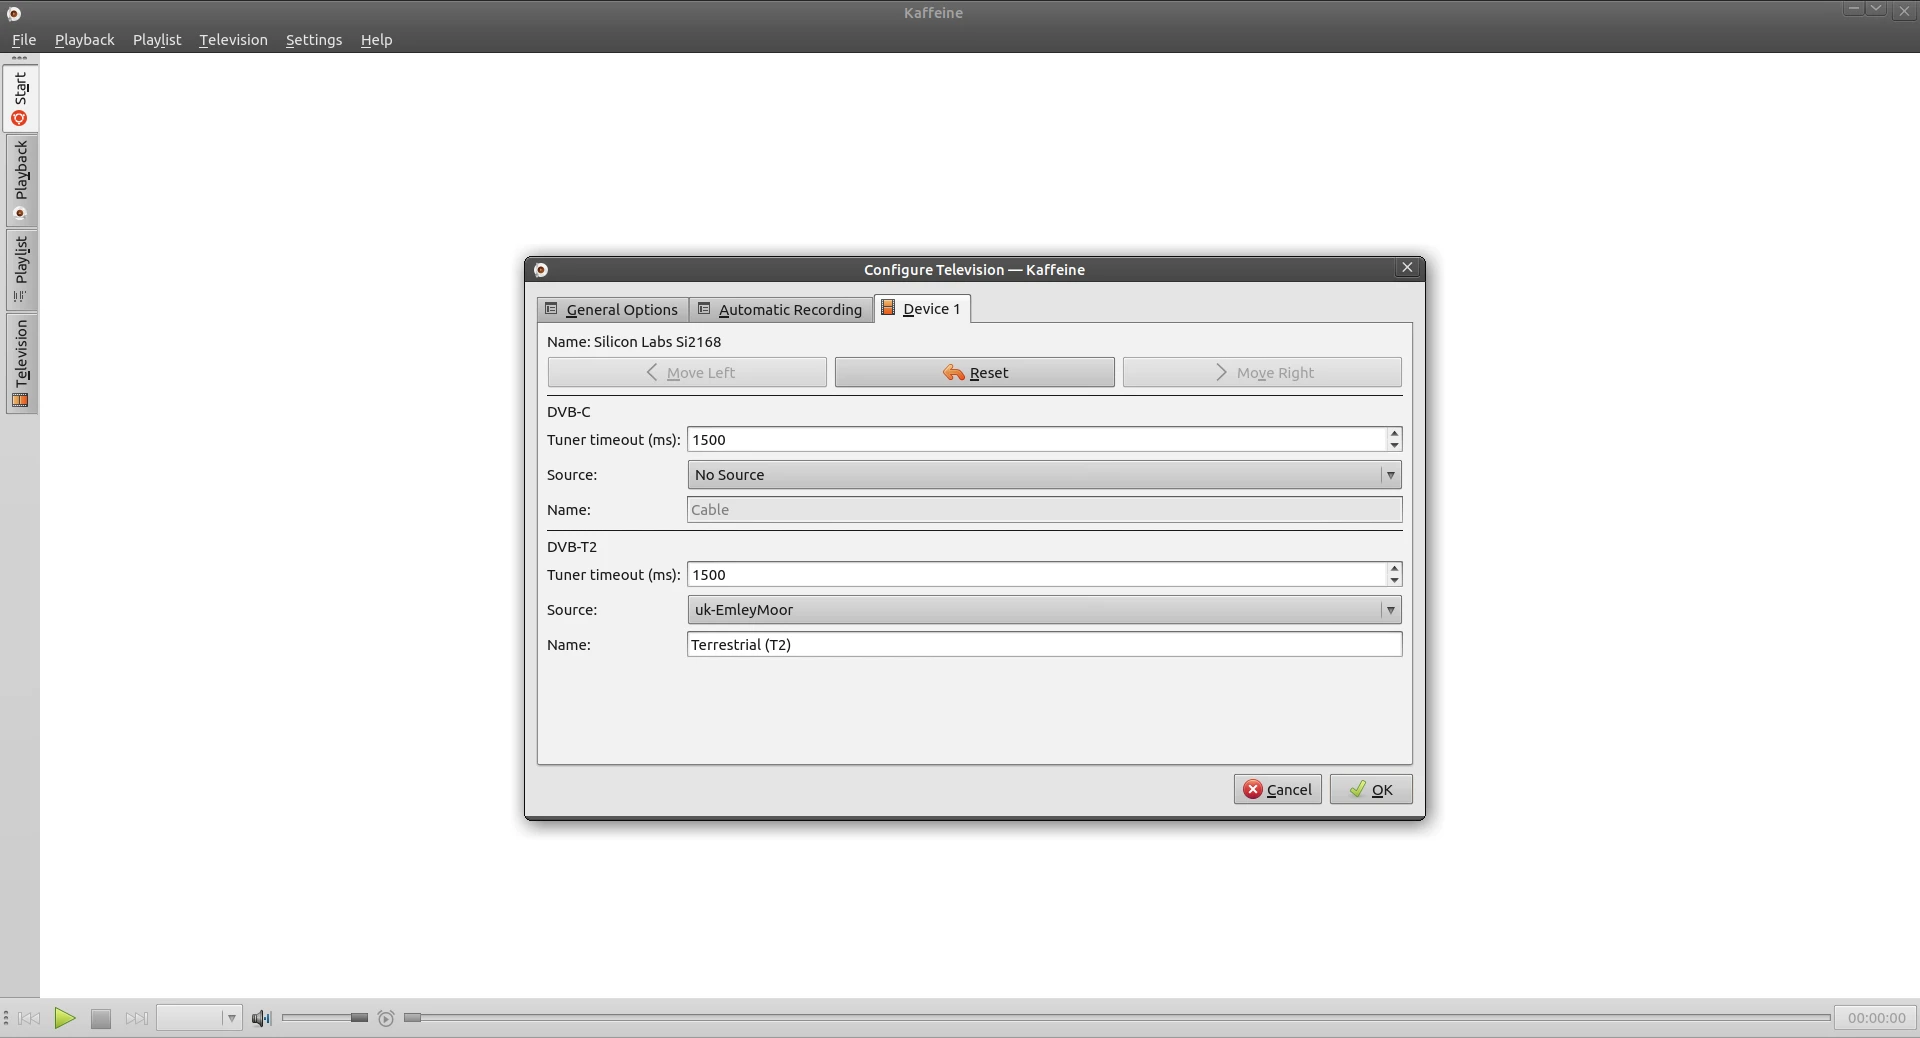 Kaffeine
File Playback Playlist Television Settings Help
Start
Playback
Playlist
Television
Configure Television — Kaffeine
General Options Automatic Recording Device 1
Name: Silicon Labs Si2168
Move Left Reset Move Right
DVB-C
Tuner timeout (ms): 1500
Source: No Source
Name: Cable
DVB-T2
Tuner timeout (ms): 1500
Source: uk-EmleyMoor
Name: Terrestrial (T2)
Cancel OK
00:00:00